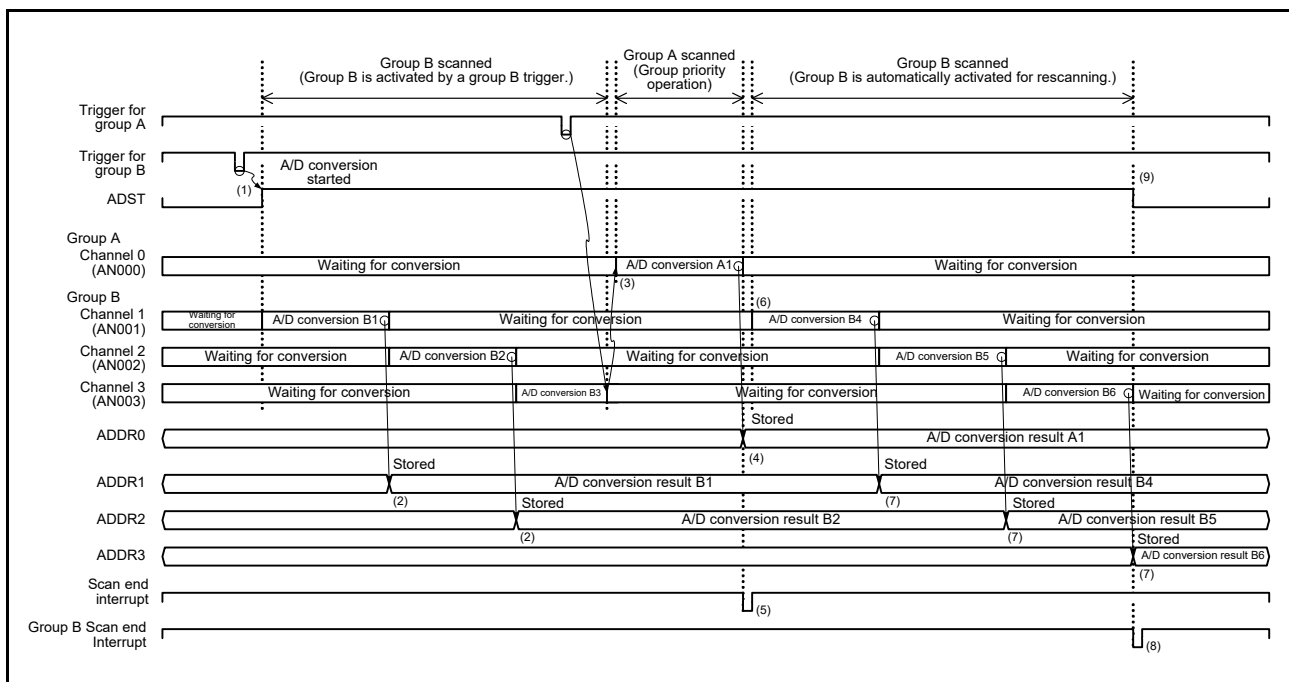 Group B scanned
(Group B is activated by a group B trigger.)
Group A scanned
(Group priority
operation)
Group B scanned
(Group B is automatically activated for rescanning.)
Trigger for
group A
Trigger for
group B
A/D conversion
started
(1)
(9)
ADST
Group A
Channel 0
(AN000)
Waiting for conversion
A/D conversion A1
Waiting for conversion
(3)
Group B
(6)
Channel 1
(AN001)
Waiting for
conversion
A/D conversion B1
Waiting for conversion
A/D conversion B4
Waiting for conversion
Channel 2
(AN002)
Waiting for conversion
A/D conversion B2
Waiting for conversion
A/D conversion B5
Waiting for conversion
Channel 3
(AN003)
Waiting for conversion
A/D conversion B3
Waiting for conversion
A/D conversion B6
Waiting for conversion
Stored
ADDR0
A/D conversion result A1
(4)
Stored
Stored
ADDR1
A/D conversion result B1
A/D conversion result B4
(2)
(7)
Stored
Stored
ADDR2
A/D conversion result B2
A/D conversion result B5
(2)
(7)
Stored
ADDR3
A/D conversion result B6
(7)
Scan end
interrupt
(5)
Group B Scan end
Interrupt
(8)